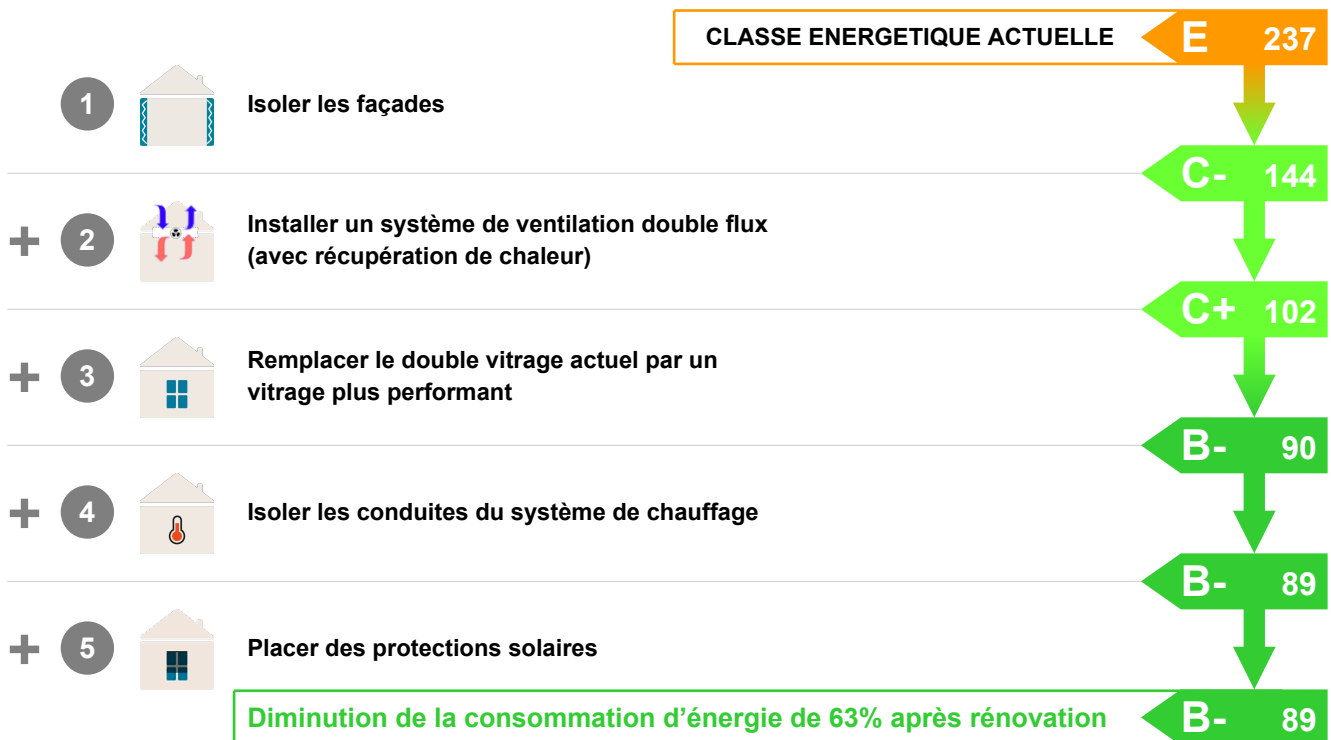 CLASSE ENERGETIQUE ACTUELLE E 237
1 Isoler les façades
C- 144
+ 2 Installer un système de ventilation double flux
(avec récupération de chaleur)
C+ 102
+ 3 Remplacer le double vitrage actuel par un
vitrage plus performant
B- 90
+ 4 Isoler les conduites du système de chauffage
B- 89
+ 5 Placer des protections solaires
Diminution de la consommation d’énergie de 63% après rénovation B- 89